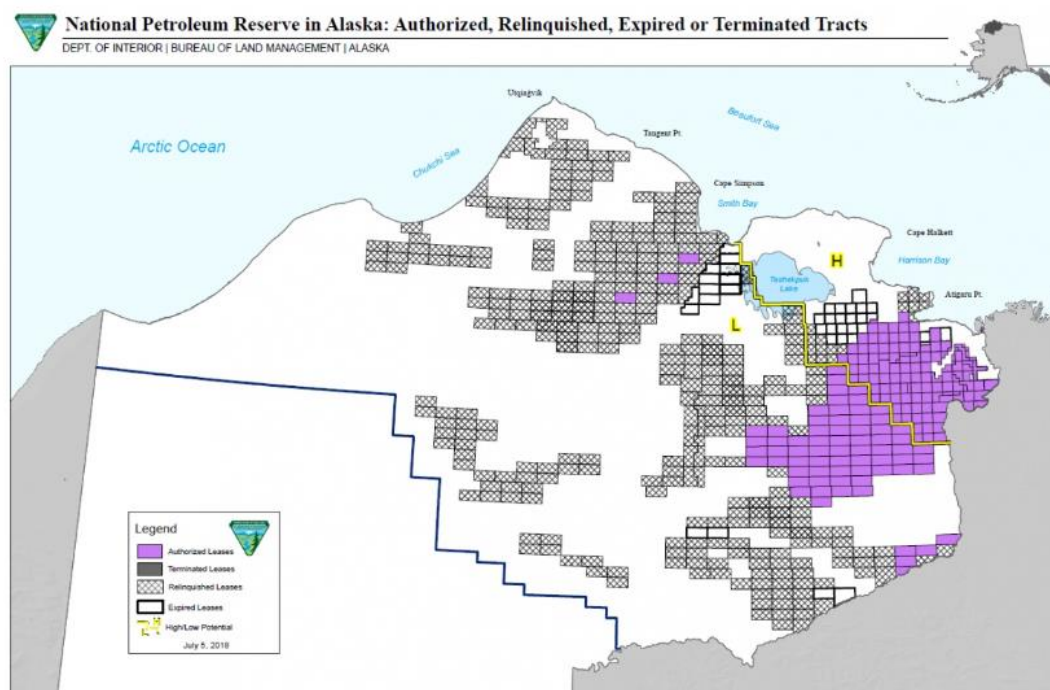 National Petroleum Reserve in Alaska: Authorized, Relinquished, Expired or Terminated Tracts
DEPT. OF INTERIOR | BUREAU OF LAND MANAGEMENT | ALASKA
Utqiaġvik
Beaufort Sea
Arctic Ocean
Tangent Pt.
Chukchi Sea
Cape Simpson
Smith Bay
Cape Halkett
H
Harrison Bay
Teshekpuk
Lake
Atigaru Pt.
L
Legend
Authorized Leases
Terminated Leases
Relinquished Leases
Expired Leases
High/Low Potential
July 5, 2018